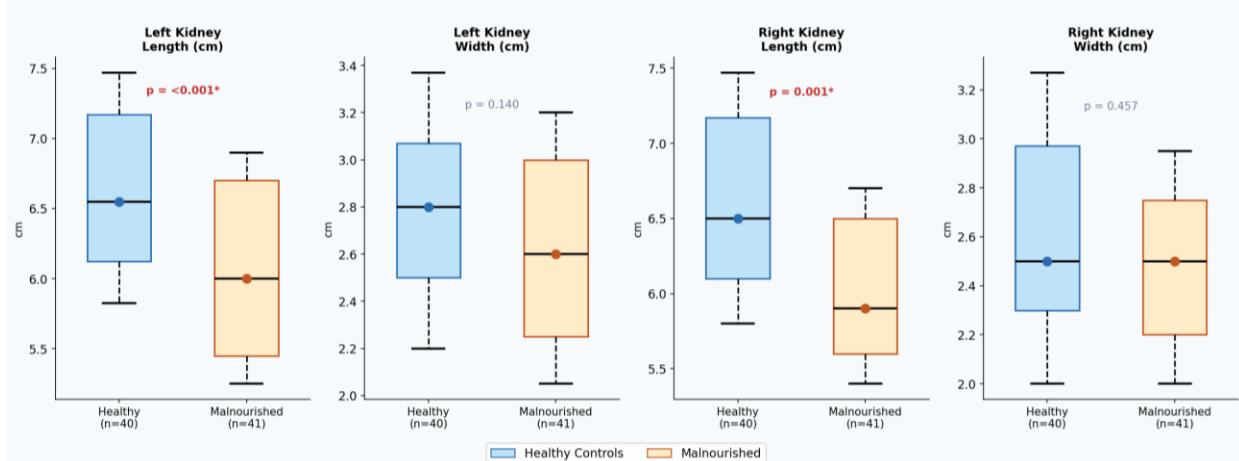 Left Kidney
Length (cm)
7.5
7.0
6.5
6.0
5.5
cm
p = <0.001*
Healthy
(n=40)
Malnourished
(n=41)
Left Kidney
Width (cm)
3.4
3.2
3.0
2.8
2.6
2.4
2.2
2.0
cm
p = 0.140
Healthy
(n=40)
Malnourished
(n=41)
Right Kidney
Length (cm)
7.5
7.0
6.5
6.0
5.5
cm
p = 0.001*
Healthy
(n=40)
Malnourished
(n=41)
Right Kidney
Width (cm)
3.2
3.0
2.8
2.6
2.4
2.2
2.0
cm
p = 0.457
Healthy
(n=40)
Malnourished
(n=41)
Healthy Controls
Malnourished